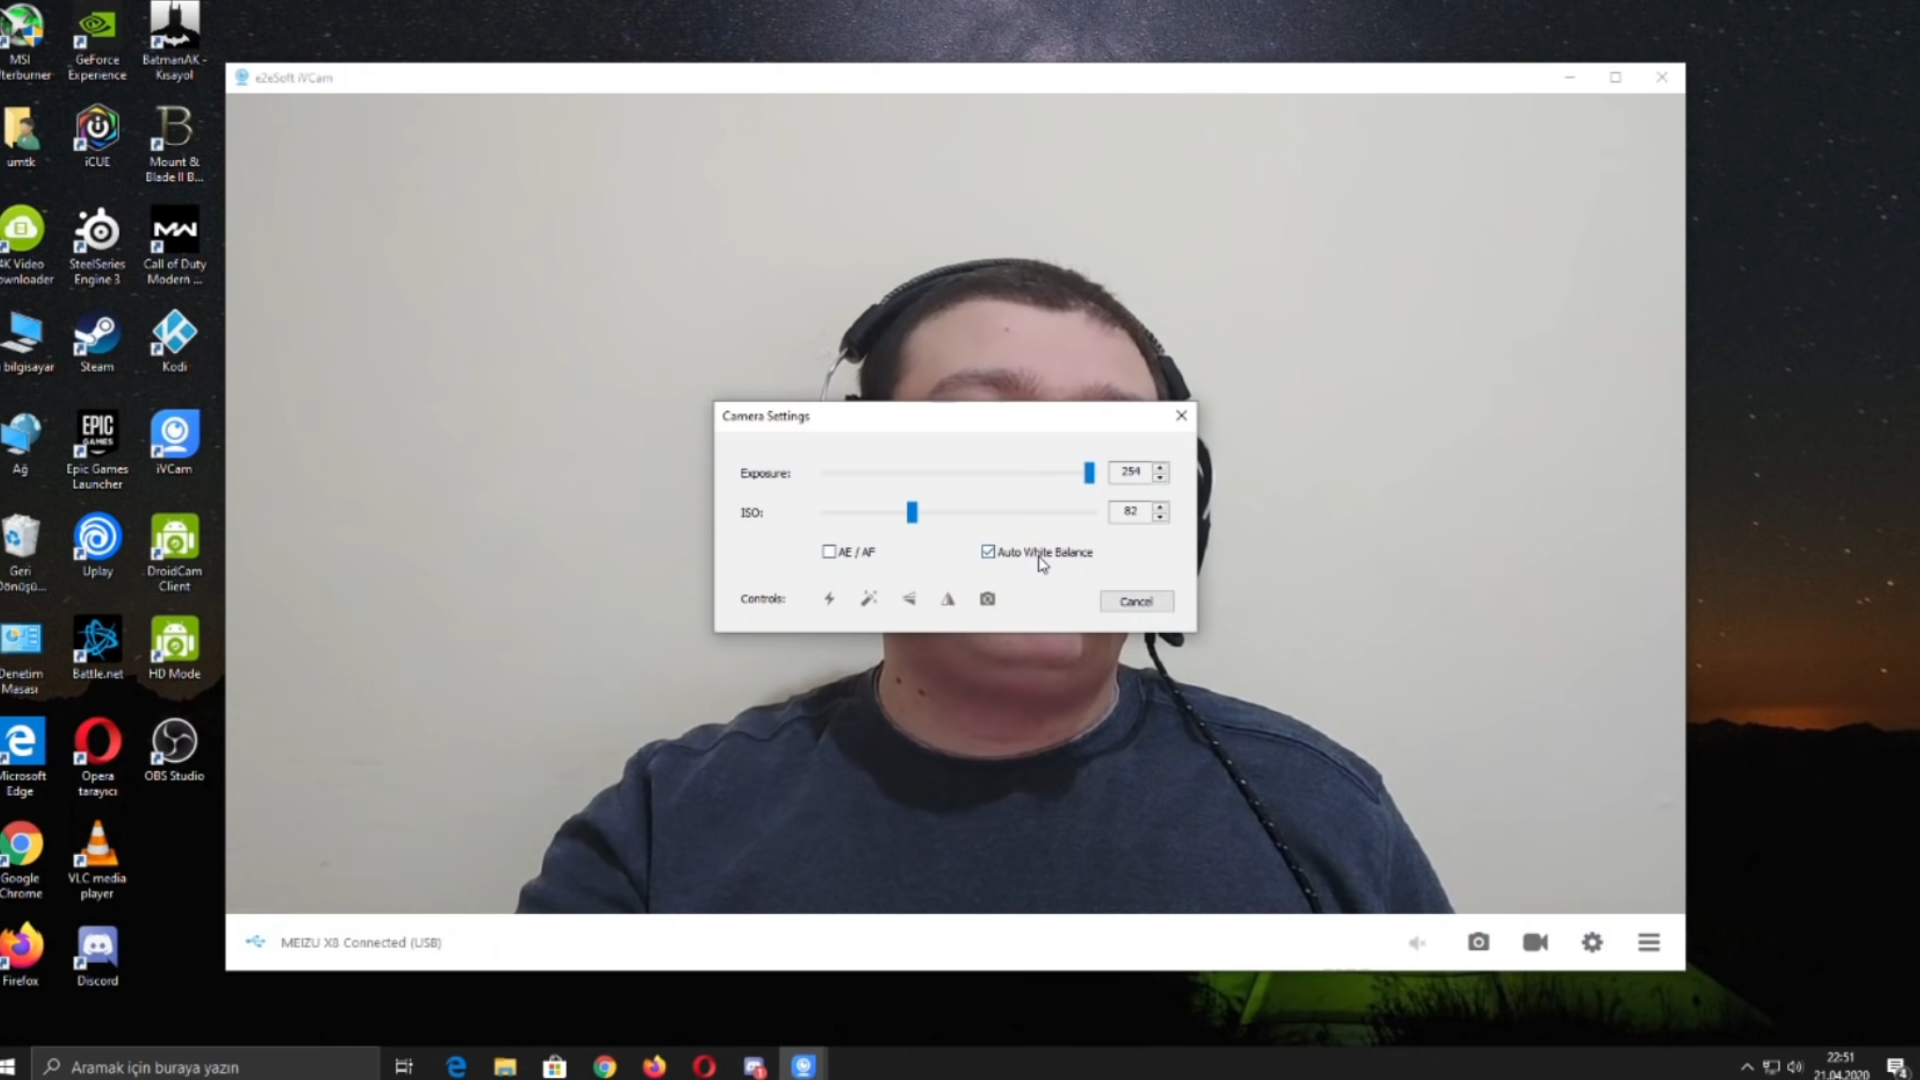 MSI
GeForce
Experience
BatmanAK -
Kısayol
umtk
iCUE
Mount &
Blade II B...
4K Video
SteelSeries
Engine 3
Call of Duty
Modern ...
bilgisayar
Steam
Kodi
Ağ
EPIC
GAMES
Epic Games
Launcher
iVCam
Geri
Dönüşü...
Uplay
DroidCam
Client
Denetim
Masası
Battle.net
HD Mode
Microsoft
Edge
Opera
tarayıcı
OBS Studio
Google
Chrome
VLC media
player
Firefox
Discord
e2eSoft iVCam
Camera Settings
Exposure:
254
ISO:
82
AE / AF
Auto White Balance
Controls:
Cancel
MEIZU X8 Connected (USB)
Aramak için buraya yazın
22:51
21.04.2020